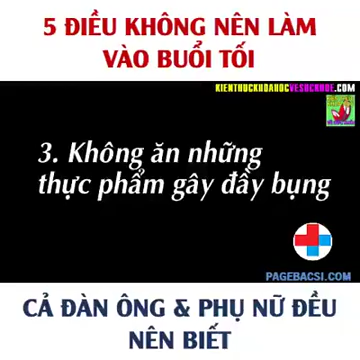 5 ĐIỀU KHÔNG NÊN LÀM
VÀO BUỔI TỐI
KIENTHUCKHOAHOCVESUCKHOE.COM
3. Không ăn những
thực phẩm gây đầy bụng
PAGEBACSI.COM
CẢ ĐÀN ÔNG & PHỤ NỮ ĐỀU
NÊN BIẾT